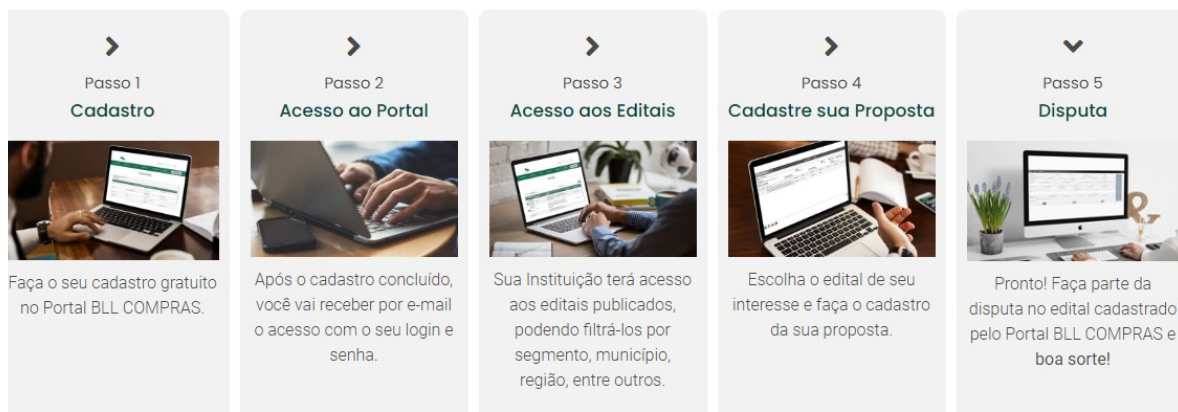 Passo 1
Cadastro
Faça o seu cadastro gratuito
no Portal BLL COMPRAS.
Passo 2
Acesso ao Portal
Após o cadastro concluído,
você vai receber por e-mail
o acesso com o seu login e
senha.
Passo 3
Acesso aos Editais
Sua Instituição terá acesso
aos editais publicados,
podendo filtrá-los por
segmento, município,
região, entre outros.
Passo 4
Cadastre sua Proposta
Escolha o edital de seu
interesse e faça o cadastro
da sua proposta.
Passo 5
Disputa
&
Pronto! Faça parte da
disputa no edital cadastrado
pelo Portal BLL COMPRAS e
boa sorte!